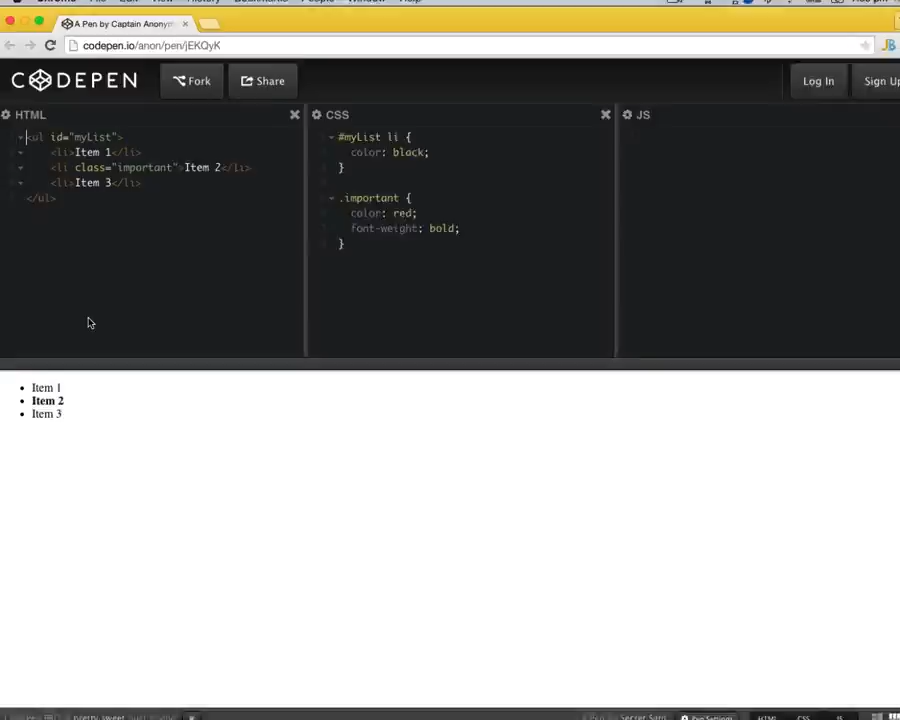 A Pen by Captain Anonym
codepen.io/anon/pen/jEKQyK
CODEPEN Fork Share Log In Sign Up
HTML CSS JS
<ul id="myList">
<li>Item 1</li>
<li class="important">Item 2</li>
<li>Item 3</li>
</ul>
#myList li {
color: black;
}
.important {
color: red;
font-weight: bold;
}
Item 1
Item 2
Item 3